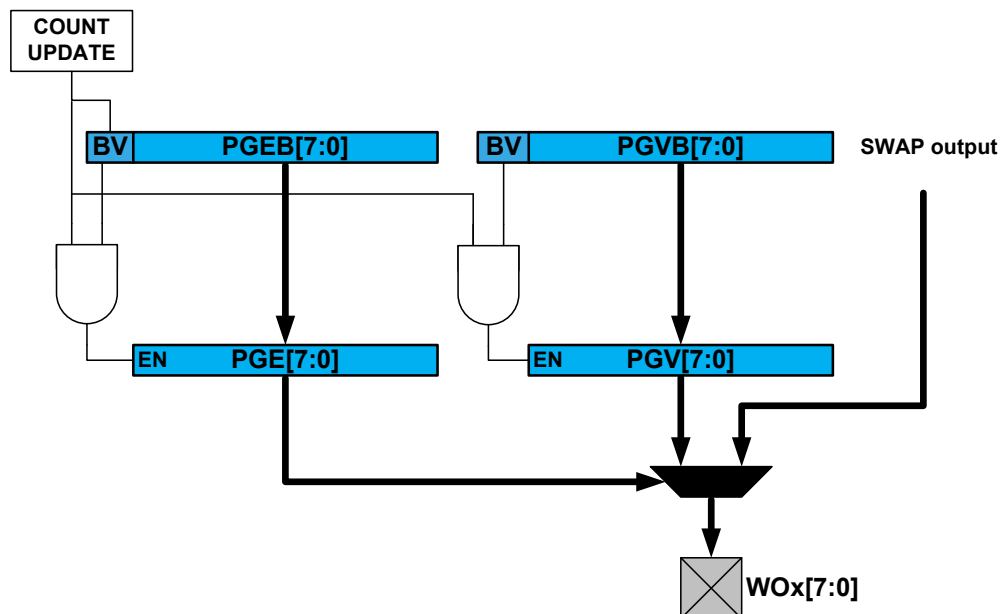 COUNT
UPDATE
BV PGEB[7:0]
BV PGVB[7:0]
SWAP output
EN PGE[7:0]
EN PGV[7:0]
WOx[7:0]